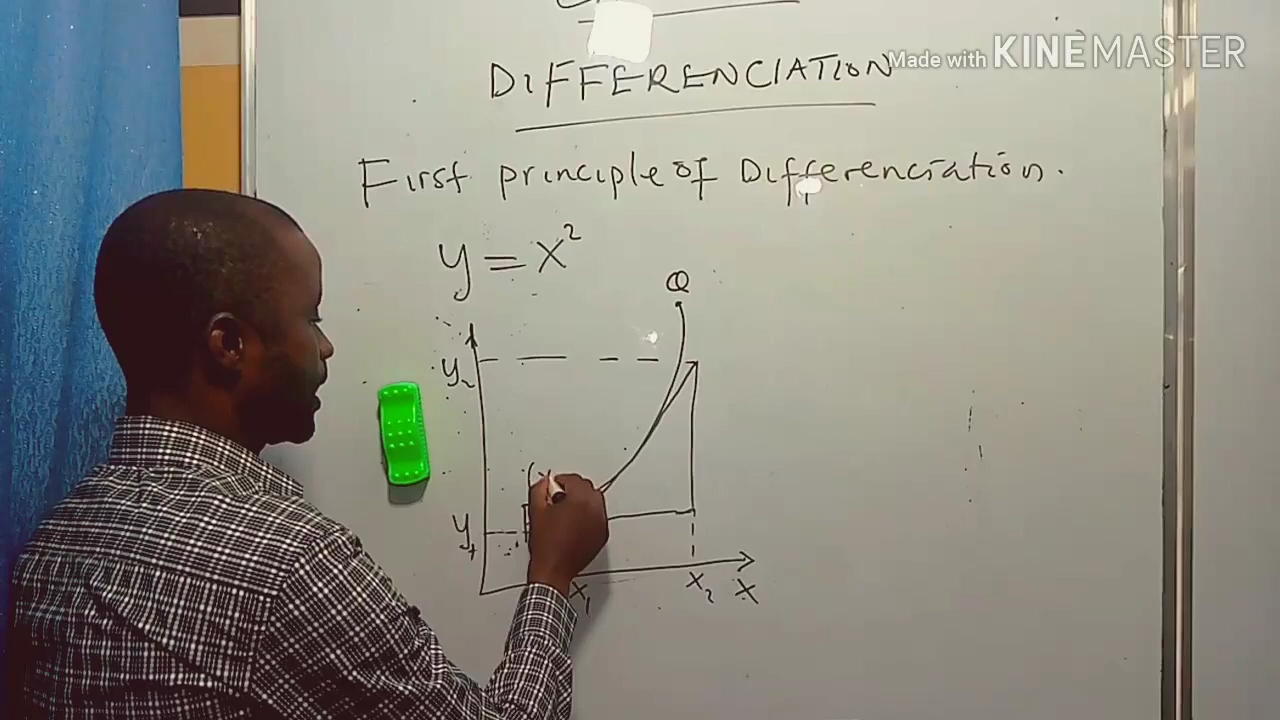 Made with KINEMASTER
DIFFERENCIATION
First principle of Differenciation.
y = x²
Q
y₂
(x
y₁
x₁
x₂
x